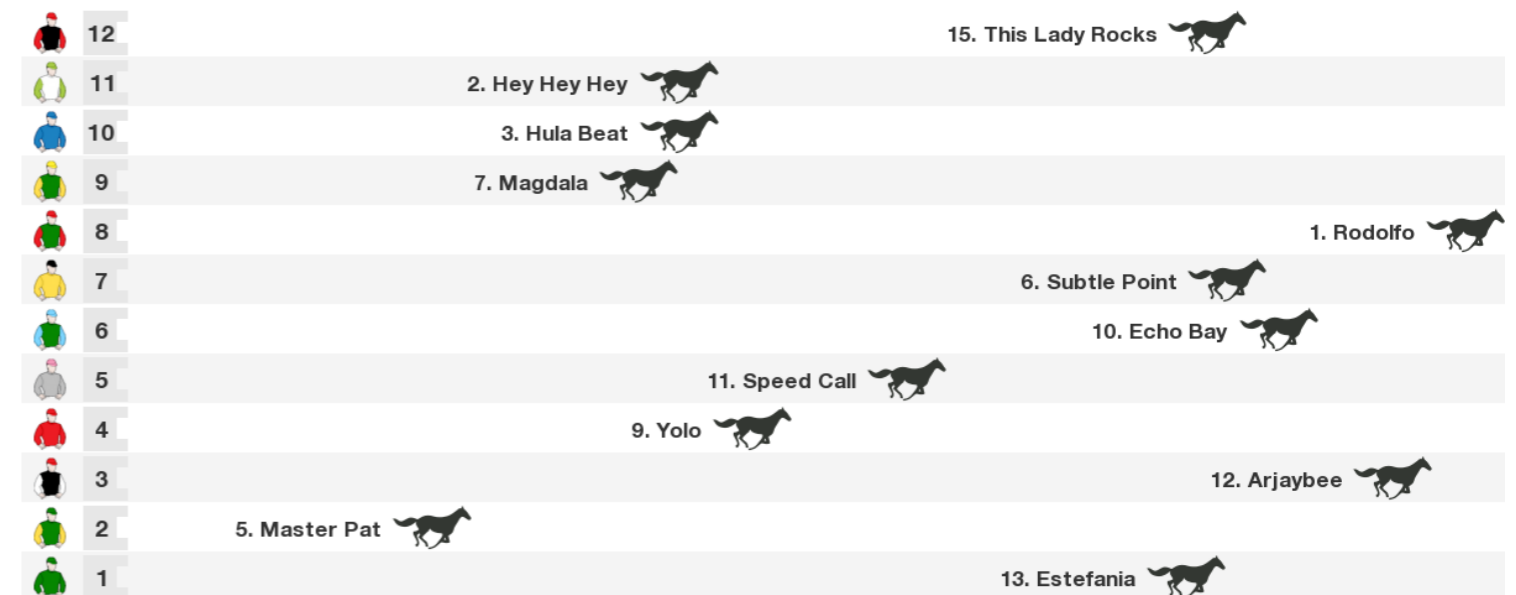 12 15. This Lady Rocks
11 2. Hey Hey Hey
10 3. Hula Beat
9 7. Magdala
8 1. Rodolfo
7 6. Subtle Point
6 10. Echo Bay
5 11. Speed Call
4 9. Yolo
3 12. Arjaybee
2 5. Master Pat
1 13. Estefania